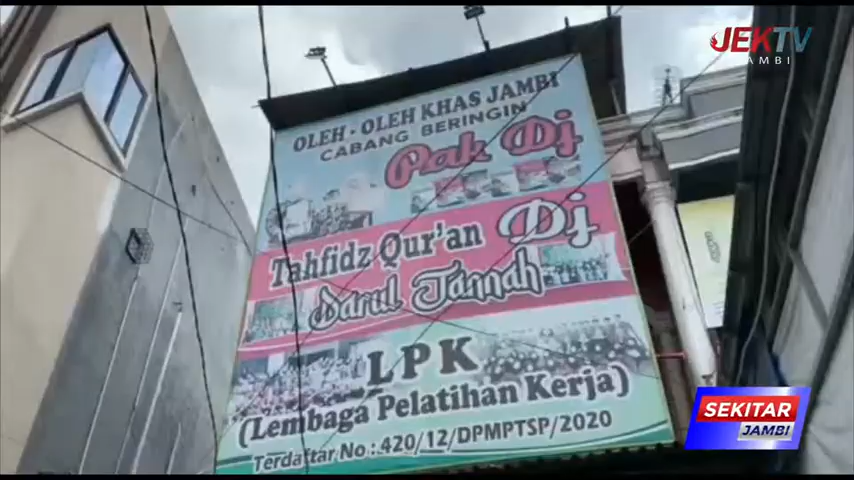 JEKTV
JAMBI
OLEH - OLEH KHAS JAMBI
CABANG BERINGIN
Pak Dj
Tahfidz Qur'an Dj
Darul Jannah
LPK
(Lembaga Pelatihan Kerja)
Terdaftar No : 420/12/DPMPTSP/2020
SEKITAR
JAMBI